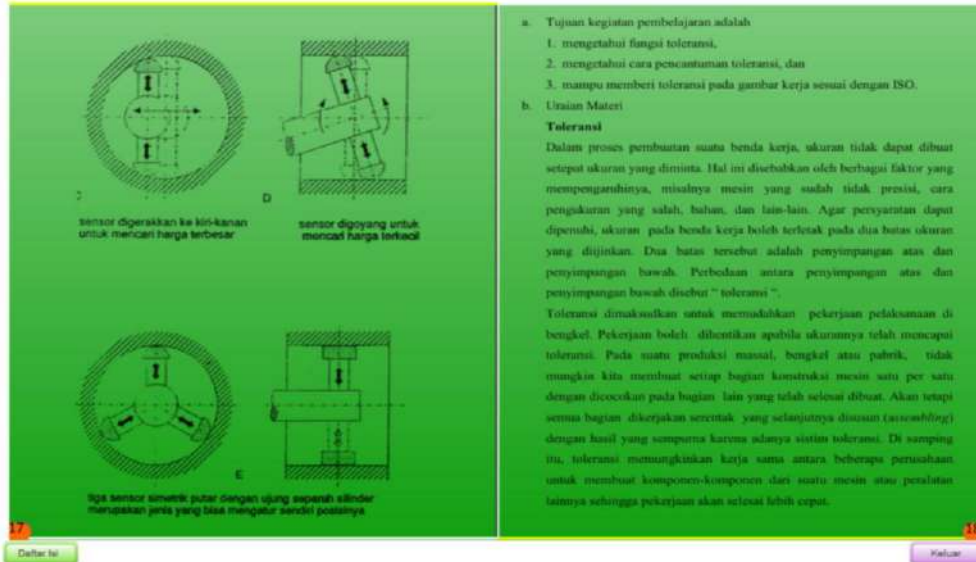 C
D
sensor digerakkan ke kiri-kanan
untuk mencari harga terbesar
sensor digoyang untuk
mencari harga terkecil
E
tiga sensor simetrik putar dengan ujung separuh silinder
merupakan jenis yang bisa mengatur sendiri posisinya
17
a. Tujuan kegiatan pembelajaran adalah
1. mengetahui fungsi toleransi,
2. mengetahui cara pencantuman toleransi, dan
3. mampu memberi toleransi pada gambar kerja sesuai dengan ISO.
b. Uraian Materi
Toleransi
Dalam proses pembuatan suatu benda kerja, ukuran tidak dapat dibuat
setepat ukuran yang diminta. Hal ini disebabkan oleh berbagai faktor yang
mempengaruhinya, misalnya mesin yang sudah tidak presisi, cara
pengukuran yang salah, bahan, dan lain-lain. Agar persyaratan dapat
dipenuhi, ukuran pada benda kerja boleh terletak pada dua batas ukuran
yang diijinkan. Dua batas tersebut adalah penyimpangan atas dan
penyimpangan bawah. Perbedaan antara penyimpangan atas dan
penyimpangan bawah disebut " toleransi ".
Toleransi dimaksudkan untuk memudahkan pekerjaan pelaksanaan di
bengkel. Pekerjaan boleh dihentikan apabila ukurannya telah mencapai
toleransi. Pada suatu produksi massal, bengkel atau pabrik, tidak
mungkin kita membuat setiap bagian konstruksi mesin satu per satu
dengan dicocokan pada bagian lain yang telah selesai dibuat. Akan tetapi
semua bagian dikerjakan serentak yang selanjutnya disusun (assembling)
dengan hasil yang sempurna karena adanya sistim toleransi. Di samping
itu, toleransi memungkinkan kerja sama antara beberapa perusahaan
untuk membuat komponen-komponen dari suatu mesin atau peralatan
lainnya sehingga pekerjaan akan selesai lebih cepat.
18
Daftar Isi
Keluar